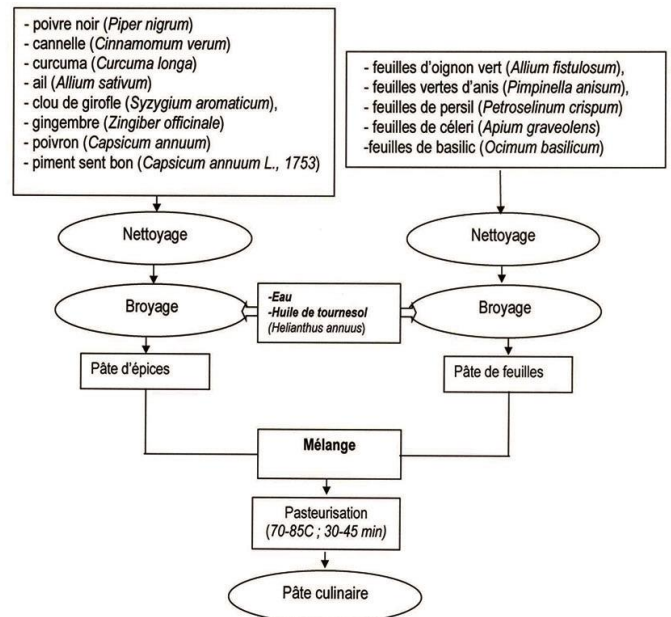 - poivre noir (Piper nigrum)
- cannelle (Cinnamomum verum)
- curcuma (Curcuma longa)
- ail (Allium sativum)
- clou de girofle (Syzygium aromaticum),
- gingembre (Zingiber officinale)
- poivron (Capsicum annuum)
- piment sent bon (Capsicum annuum L., 1753)
- feuilles d'oignon vert (Allium fistulosum),
- feuilles vertes d'anis (Pimpinella anisum),
- feuilles de persil (Petroselinum crispum)
- feuilles de céleri (Apium graveolens)
-feuilles de basilic (Ocimum basilicum)
Nettoyage
Nettoyage
Broyage
-Eau
-Huile de tournesol
(Helianthus annuus)
Broyage
Pâte d'épices
Pâte de feuilles
Mélange
Pasteurisation
(70-85C ; 30-45 min)
Pâte culinaire